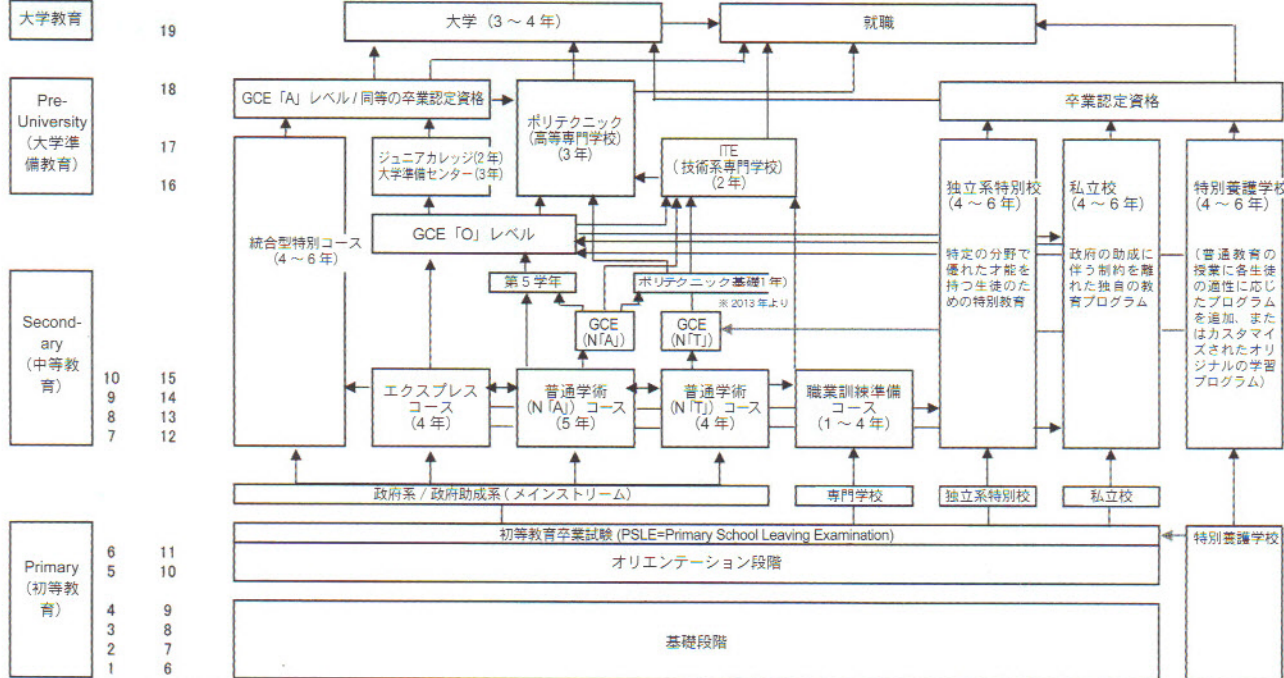 大学教育
19
大学（3～4年）
就職
Pre-
University
（大学準
備教育）
18
17
16
GCE「A」レベル/同等の卒業認定資格
ポリテクニック
（高等専門学校）
（3年）
卒業認定資格
ジュニアカレッジ(2年)
大学準備センター(3年)
ITE
（技術系専門学校）
（2年）
統合型特別コース
（4～6年）
GCE「O」レベル
独立系特別校
（4～6年）
特定の分野で
優れた才能を
持つ生徒のた
めの特別教育
私立校
（4～6年）
政府の助成に
伴う制約を離
れた独自の教
育プログラム
特別養護学校
（4～6年）
（普通教育の
授業に各生徒
の適性に応じ
たプログラム
を追加、また
はカスタマイ
ズされたオリ
ジナルの学習
プログラム）
第5学年
ポリテクニック基礎1年）
※2013年より
GCE
（N「A」）
GCE
（N「T」）
Second-
ary
（中等教
育）
10 15
9 14
8 13
7 12
エクスプレス
コース
（4年）
普通学術
（N「A」）コース
（5年）
普通学術
（N「T」）コース
（4年）
職業訓練準備
コース
（1～4年）
政府系/政府助成系(メインストリーム)
専門学校
独立系特別校
私立校
Primary
（初等教
育）
6 11
5 10
4 9
3 8
2 7
1 6
初等教育卒業試験 (PSLE=Primary School Leaving Examination)
オリエンテーション段階
基礎段階
特別養護学校